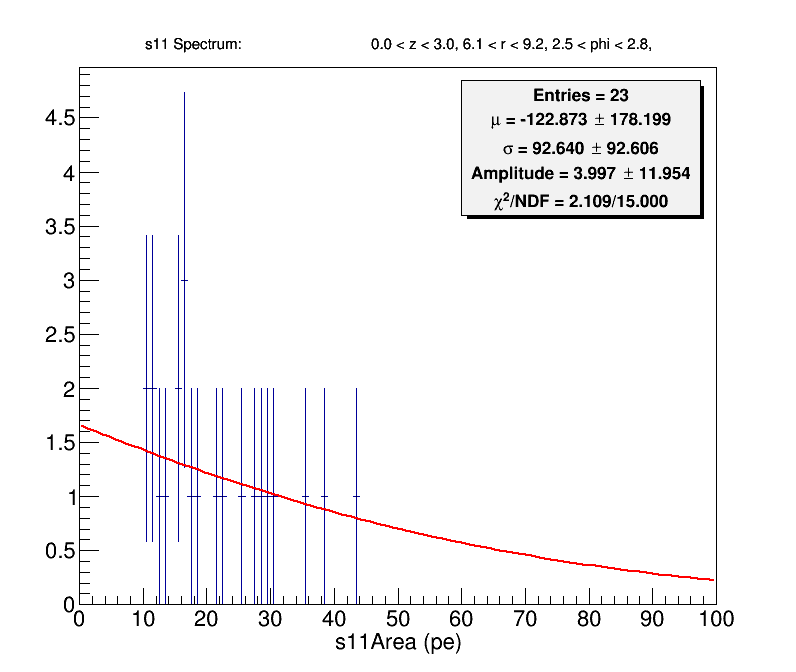 s11 Spectrum: 0.0 < z < 3.0, 6.1 < r < 9.2, 2.5 < phi < 2.8,
Entries = 23
μ = -122.873 ± 178.199
σ = 92.640 ± 92.606
Amplitude = 3.997 ± 11.954
χ²/NDF = 2.109/15.000
4.5
4
3.5
3
2.5
2
1.5
1
0.5
0
0 10 20 30 40 50 60 70 80 90 100
s11Area (pe)